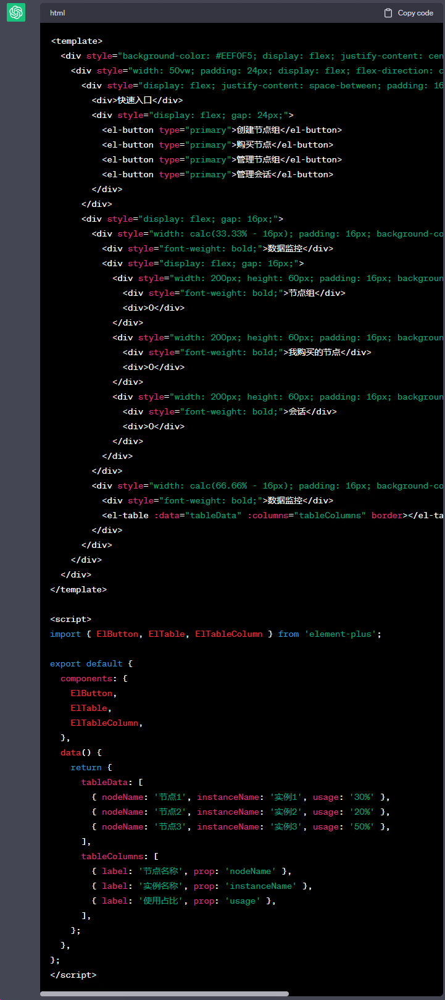 html
Copy code
<template>
<div style="background-color: #EEF0F5; display: flex; justify-content: cen
<div style="width: 50vw; padding: 24px; display: flex; flex-direction: c
<div style="display: flex; justify-content: space-between; padding: 16
<div>快速入口</div>
<div style="display: flex; gap: 24px;">
<el-button type="primary">创建节点组</el-button>
<el-button type="primary">购买节点</el-button>
<el-button type="primary">管理节点组</el-button>
<el-button type="primary">管理会话</el-button>
</div>
</div>
<div style="display: flex; gap: 16px;">
<div style="width: calc(33.33% - 16px); padding: 16px; background-co
<div style="font-weight: bold;">数据监控</div>
<div style="display: flex; gap: 16px;">
<div style="width: 200px; height: 60px; padding: 16px; backgroun
<div style="font-weight: bold;">节点组</div>
<div>0</div>
</div>
<div style="width: 200px; height: 60px; padding: 16px; backgroun
<div style="font-weight: bold;">我购买的节点</div>
<div>0</div>
</div>
<div style="width: 200px; height: 60px; padding: 16px; backgroun
<div style="font-weight: bold;">会话</div>
<div>0</div>
</div>
</div>
</div>
<div style="width: calc(66.66% - 16px); padding: 16px; background-co
<div style="font-weight: bold;">数据监控</div>
<el-table :data="tableData" :columns="tableColumns" border></el-ta
</div>
</div>
</div>
</div>
</template>
<script>
import { ElButton, ElTable, ElTableColumn } from 'element-plus';
export default {
components: {
ElButton,
ElTable,
ElTableColumn,
},
data() {
return {
tableData: [
{ nodeName: '节点1', instanceName: '实例1', usage: '30%' },
{ nodeName: '节点2', instanceName: '实例2', usage: '20%' },
{ nodeName: '节点3', instanceName: '实例3', usage: '50%' },
],
tableColumns: [
{ label: '节点名称', prop: 'nodeName' },
{ label: '实例名称', prop: 'instanceName' },
{ label: '使用占比', prop: 'usage' },
],
};
},
};
</script>